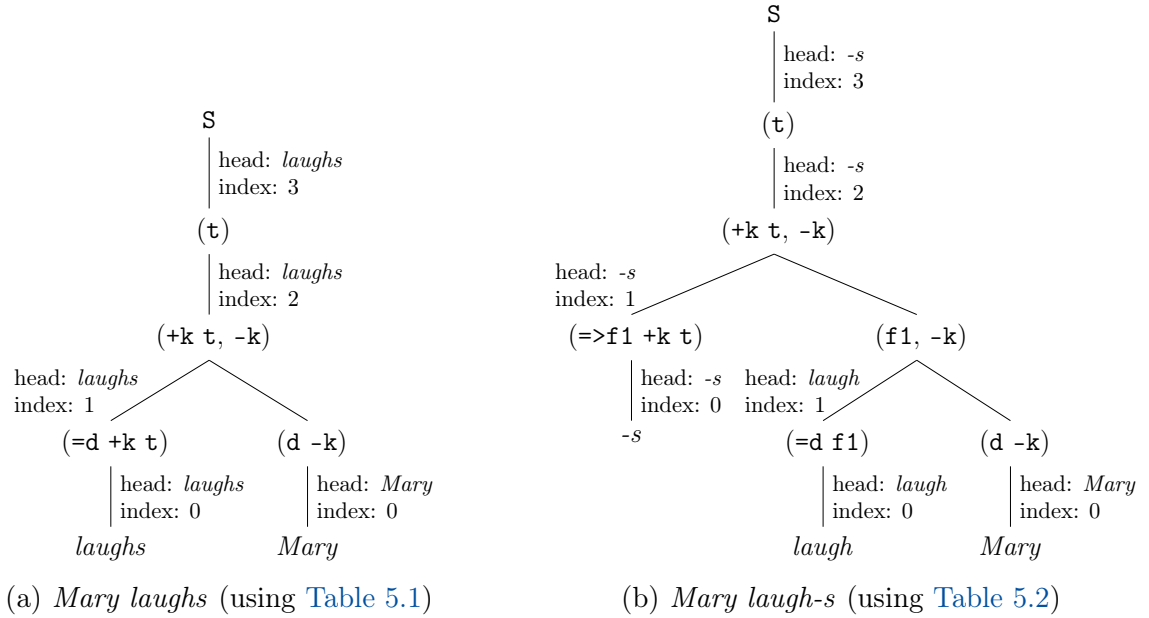 S
head: laughs
index: 3
(t)
head: laughs
index: 2
(+k t, -k)
head: laughs
index: 1
(=d +k t)
(d -k)
head: laughs
index: 0
head: Mary
index: 0
laughs
Mary
(a) Mary laughs (using Table 5.1)
S
head: -s
index: 3
(t)
head: -s
index: 2
(+k t, -k)
head: -s
index: 1
(=>f1 +k t)
(f1, -k)
head: -s
index: 0
head: laugh
index: 1
-s
(=d f1)
(d -k)
head: laugh
index: 0
head: Mary
index: 0
laugh
Mary
(b) Mary laugh-s (using Table 5.2)